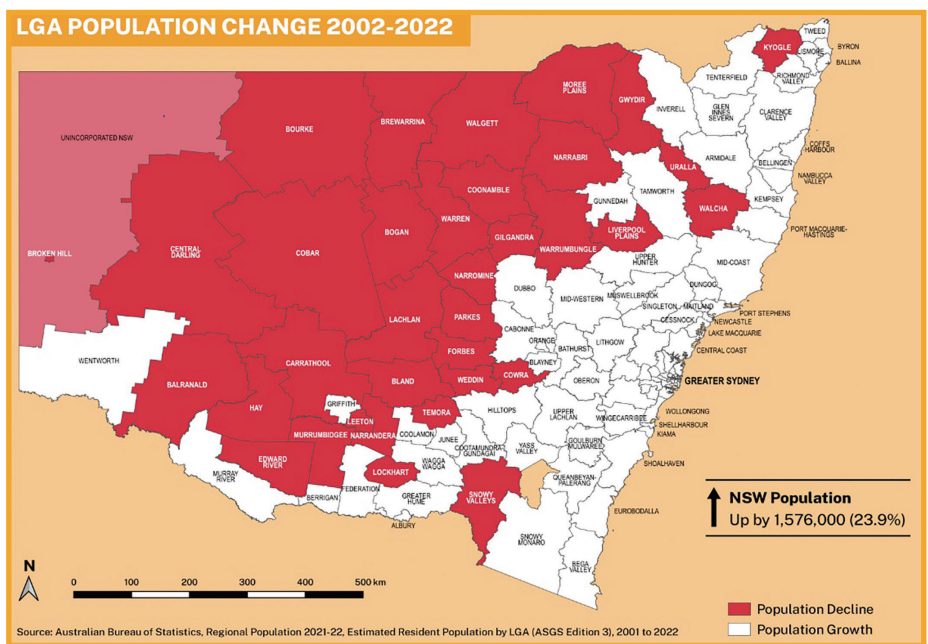 LGA POPULATION CHANGE 2002-2022
TWEED
KYOGLE
LISMORE
BYRON
BALLINA
RICHMOND
VALLEY
TENTERFIELD
MOREE
PLAINS
GWYDIR
INVERELL
GLEN
INNES
SEVERN
CLARENCE
VALLEY
UNINCORPORATED NSW
BOURKE
BREWARRINA
WALGETT
NARRABRI
COFFS
HARBOUR
ARMIDALE
BELLINGEN
URALLA
NAMBUCCA
VALLEY
COONAMBLE
TAMWORTH
GUNNEDAH
WALCHA
KEMPSEY
PORT MACQUARIE-
HASTINGS
BROKEN HILL
CENTRAL
DARLING
COBAR
BOGAN
WARREN
GILGANDRA
WARRUMBUNGLE
LIVERPOOL
PLAINS
UPPER
HUNTER
MID-COAST
NARROMINE
DUBBO
MID-WESTERN
MUSWELLBROOK
DUNGOG
SINGLETON
MAITLAND
PORT STEPHENS
CESSNOCK
NEWCASTLE
LAKE MACQUARIE
CENTRAL COAST
LACHLAN
PARKES
CABONNE
ORANGE
BATHURST
LITHGOW
WENTWORTH
FORBES
BLAYNEY
CARRATHOOL
BALRANALD
BLAND
WEDDIN
COWRA
OBERON
GREATER SYDNEY
HAY
GRIFFITH
LEETON
TEMORA
HILLTOPS
UPPER
LACHLAN
WINGECARRIBEE
WOLLONGONG
SHELLHARBOUR
KIAMA
MURRUMBIDGEE
NARRANDERA
COOLAMON
JUNEE
COOTAMUNDRA-
GUNDAGAI
YASS
VALLEY
GOULBURN
MULWAREE
SHOALHAVEN
EDWARD
RIVER
WAGGA
WAGGA
LOCKHART
MURRAY
RIVER
BERRIGAN
FEDERATION
GREATER
HUME
ALBURY
SNOWY
VALLEYS
QUEANBEYAN-
PALERANG
EUROBODALLA
SNOWY
MONARO
BEGA
VALLEY
NSW Population
Up by 1,576,000 (23.9%)
N
0 100 200 300 400 500 km
Population Decline
Population Growth
Source: Australian Bureau of Statistics, Regional Population 2021-22, Estimated Resident Population by LGA (ASGS Edition 3), 2001 to 2022